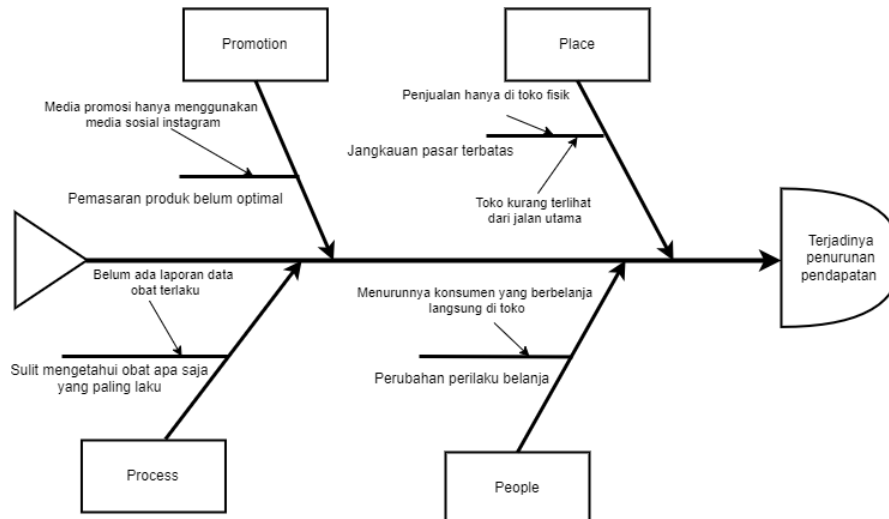 Promotion
Place
Media promosi hanya menggunakan
media sosial instagram
Pemasaran produk belum optimal
Penjualan hanya di toko fisik
Jangkauan pasar terbatas
Toko kurang terlihat
dari jalan utama
Terjadinya
penurunan
pendapatan
Belum ada laporan data
obat terlaku
Sulit mengetahui obat apa saja
yang paling laku
Menurunnya konsumen yang berbelanja
langsung di toko
Perubahan perilaku belanja
Process
People